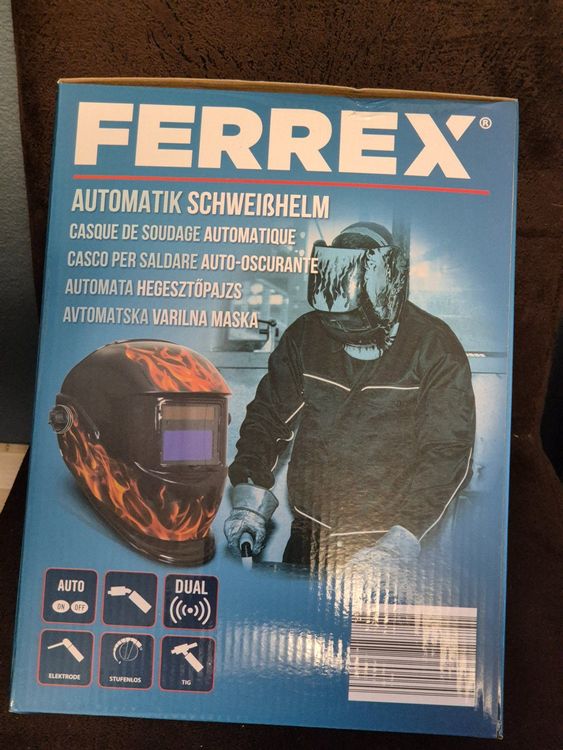 FERREX®
AUTOMATIK SCHWEIßHELM
CASQUE DE SOUDAGE AUTOMATIQUE
CASCO PER SALDARE AUTO-OSCURANTE
AUTOMATA HEGESZTŐPAJZS
AVTOMATSKA VARILNA MASKA
AUTO
ON OFF
DUAL
ELEKTRODE
STUFENLOS
TIG